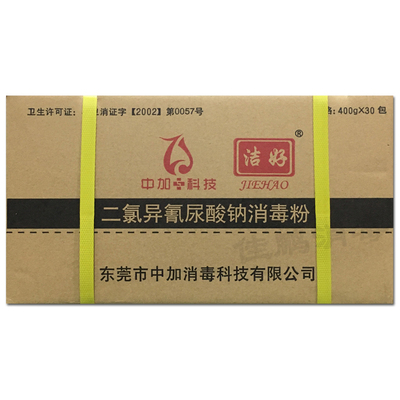 卫生许可证: 消证字【2002】第0057号
格: 400g×30 包
®
中加科技
洁好
JIEHAO
二氯异氰尿酸钠消毒粉
东莞市中加消毒科技有限公司